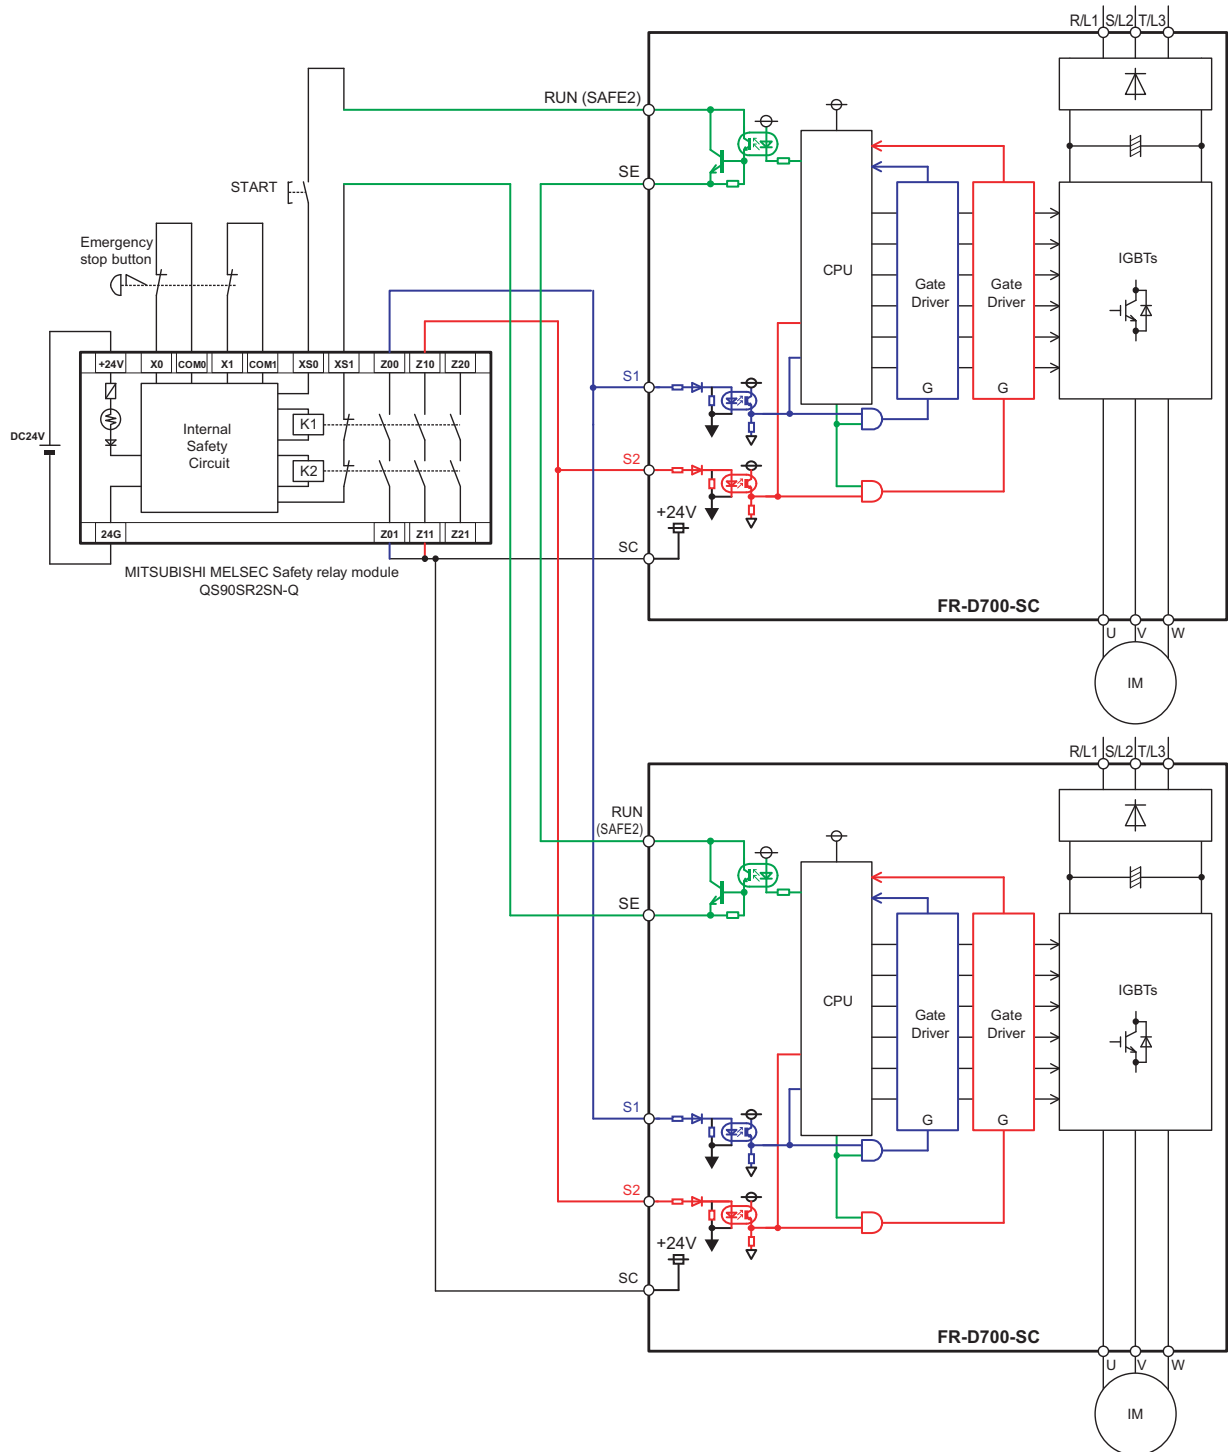 R/L1 S/L2 T/L3
RUN (SAFE2)
SE
START
Emergency
stop button
CPU
Gate
Driver
Gate
Driver
IGBTs
G
G
+24V X0 COM0 X1 COM1 XS0 XS1 Z00 Z10 Z20
S1
Internal
Safety
Circuit
K1
K2
DC24V
S2
+24V
24G Z01 Z11 Z21
SC
MITSUBISHI MELSEC Safety relay module
QS90SR2SN-Q
FR-D700-SC
U V W
IM
R/L1 S/L2 T/L3
RUN
(SAFE2)
SE
CPU
Gate
Driver
Gate
Driver
IGBTs
G
G
S1
S2
+24V
SC
FR-D700-SC
U V W
IM